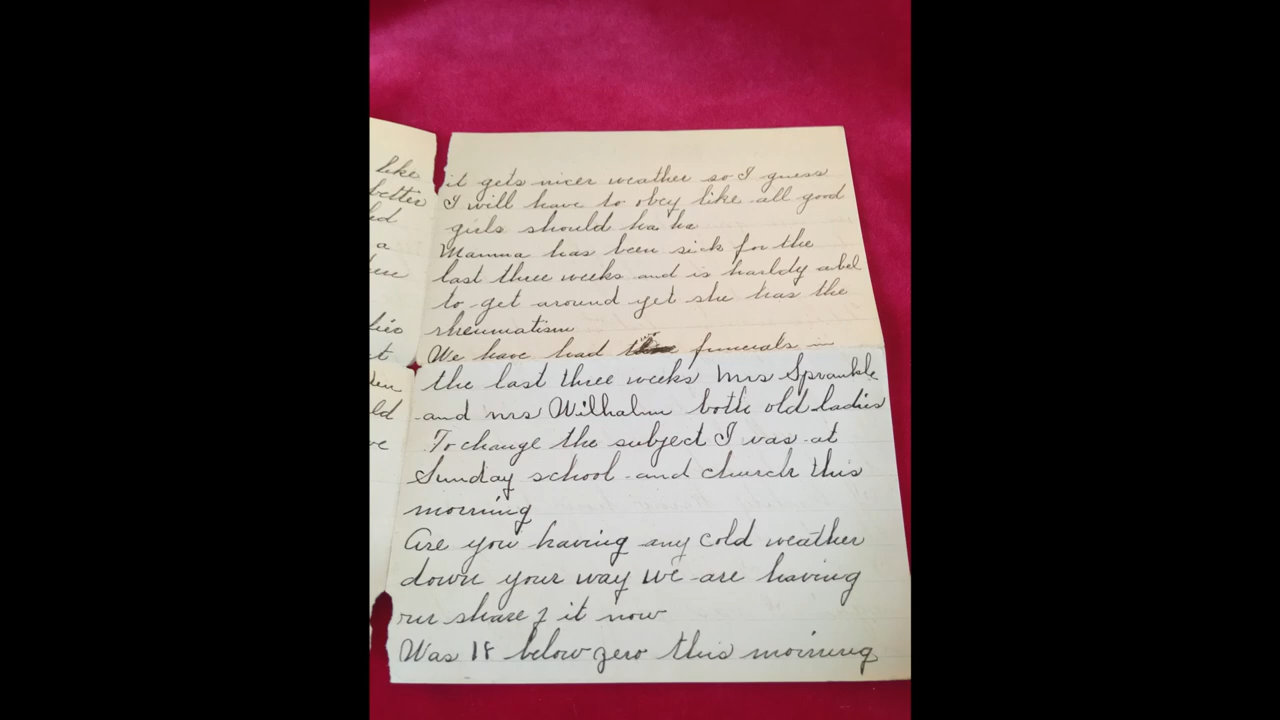 like
better
led
a
it gets nicer weather so I guess
I will have to obey like all good
girls should ha ha
Mamma has been sick for the
last three weeks and is harldy abel
to get around yet she has the
rheumatism
We have had funerals in
the last three weeks Mrs Sprankle
and mrs Wilhalm both old ladies
To change the subject I was at
Sunday school and church this
morning
Are you having any cold weather
down your way we are having
our share of it now
Was 18 below zero this morning